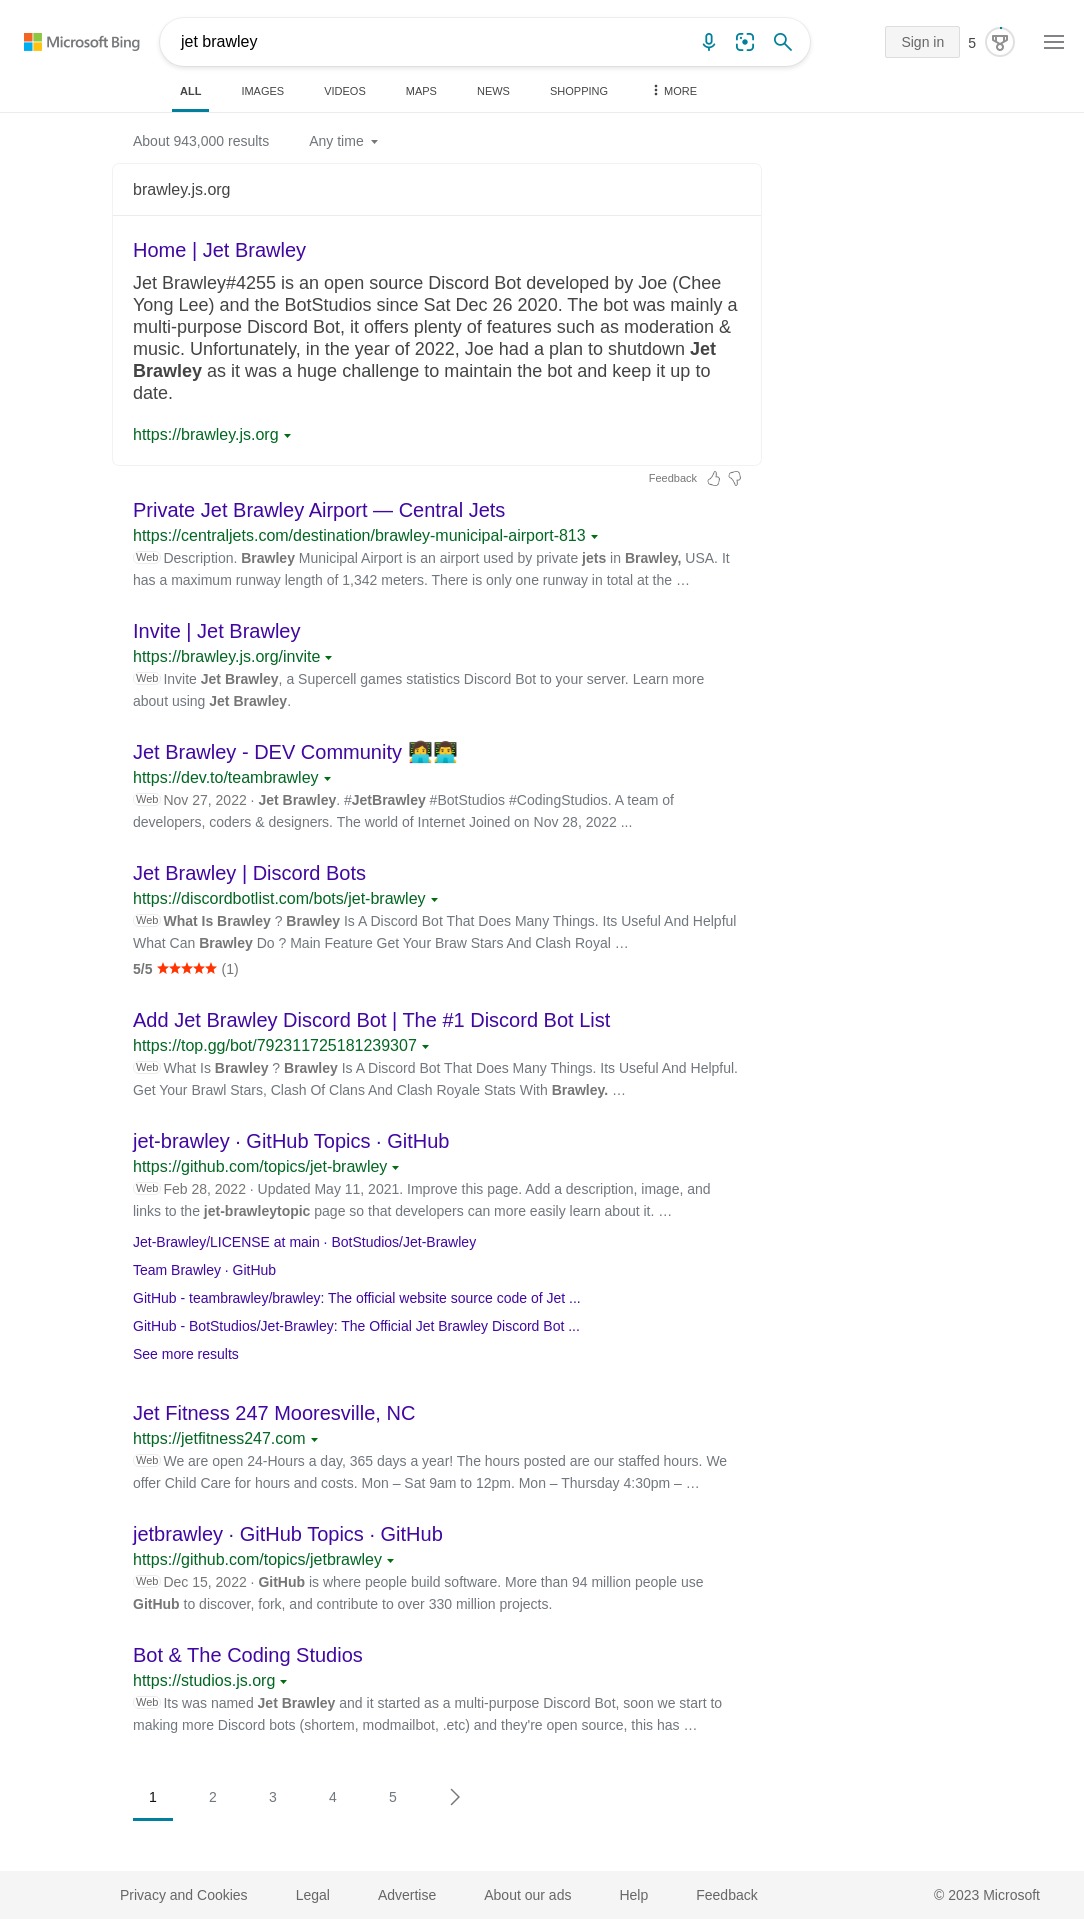 Microsoft Bing
jet brawley
Sign in
5
ALL IMAGES VIDEOS MAPS NEWS SHOPPING MORE
About 943,000 results Any time
brawley.js.org
Home | Jet Brawley
Jet Brawley#4255 is an open source Discord Bot developed by Joe (Chee
Yong Lee) and the BotStudios since Sat Dec 26 2020. The bot was mainly a
multi-purpose Discord Bot, it offers plenty of features such as moderation &
music. Unfortunately, in the year of 2022, Joe had a plan to shutdown Jet
Brawley as it was a huge challenge to maintain the bot and keep it up to
date.
https://brawley.js.org
Feedback
Private Jet Brawley Airport — Central Jets
https://centraljets.com/destination/brawley-municipal-airport-813
Web Description. Brawley Municipal Airport is an airport used by private jets in Brawley, USA. It
has a maximum runway length of 1,342 meters. There is only one runway in total at the …
Invite | Jet Brawley
https://brawley.js.org/invite
Web Invite Jet Brawley, a Supercell games statistics Discord Bot to your server. Learn more
about using Jet Brawley.
Jet Brawley - DEV Community 👩‍💻👨‍💻
https://dev.to/teambrawley
Web Nov 27, 2022 · Jet Brawley. #JetBrawley #BotStudios #CodingStudios. A team of
developers, coders & designers. The world of Internet Joined on Nov 28, 2022 ...
Jet Brawley | Discord Bots
https://discordbotlist.com/bots/jet-brawley
Web What Is Brawley ? Brawley Is A Discord Bot That Does Many Things. Its Useful And Helpful
What Can Brawley Do ? Main Feature Get Your Braw Stars And Clash Royal …
5/5 ★★★★★ (1)
Add Jet Brawley Discord Bot | The #1 Discord Bot List
https://top.gg/bot/792311725181239307
Web What Is Brawley ? Brawley Is A Discord Bot That Does Many Things. Its Useful And Helpful.
Get Your Brawl Stars, Clash Of Clans And Clash Royale Stats With Brawley. …
jet-brawley · GitHub Topics · GitHub
https://github.com/topics/jet-brawley
Web Feb 28, 2022 · Updated May 11, 2021. Improve this page. Add a description, image, and
links to the jet-brawleytopic page so that developers can more easily learn about it. …
Jet-Brawley/LICENSE at main · BotStudios/Jet-Brawley
Team Brawley · GitHub
GitHub - teambrawley/brawley: The official website source code of Jet ...
GitHub - BotStudios/Jet-Brawley: The Official Jet Brawley Discord Bot ...
See more results
Jet Fitness 247 Mooresville, NC
https://jetfitness247.com
Web We are open 24-Hours a day, 365 days a year! The hours posted are our staffed hours. We
offer Child Care for hours and costs. Mon – Sat 9am to 12pm. Mon – Thursday 4:30pm – …
jetbrawley · GitHub Topics · GitHub
https://github.com/topics/jetbrawley
Web Dec 15, 2022 · GitHub is where people build software. More than 94 million people use
GitHub to discover, fork, and contribute to over 330 million projects.
Bot & The Coding Studios
https://studios.js.org
Web Its was named Jet Brawley and it started as a multi-purpose Discord Bot, soon we start to
making more Discord bots (shortem, modmailbot, .etc) and they're open source, this has …
1 2 3 4 5
Privacy and Cookies Legal Advertise About our ads Help Feedback © 2023 Microsoft